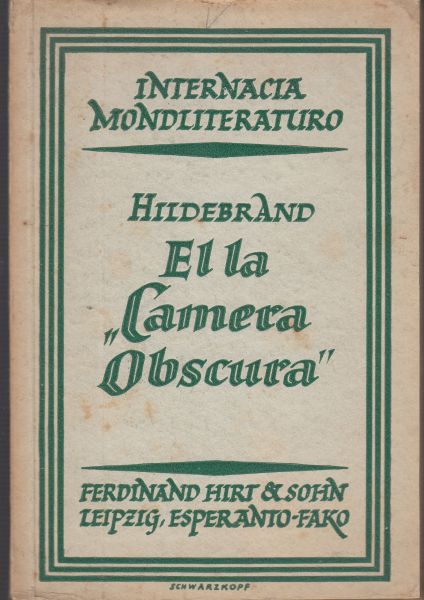 INTERNACIA
MONDLITERATURO
HILDEBRAND
El la
„Camera
Obscura"
FERDINAND HIRT & SOHN
LEIPZIG, ESPERANTO-FAKO
SCHWARZKOPF